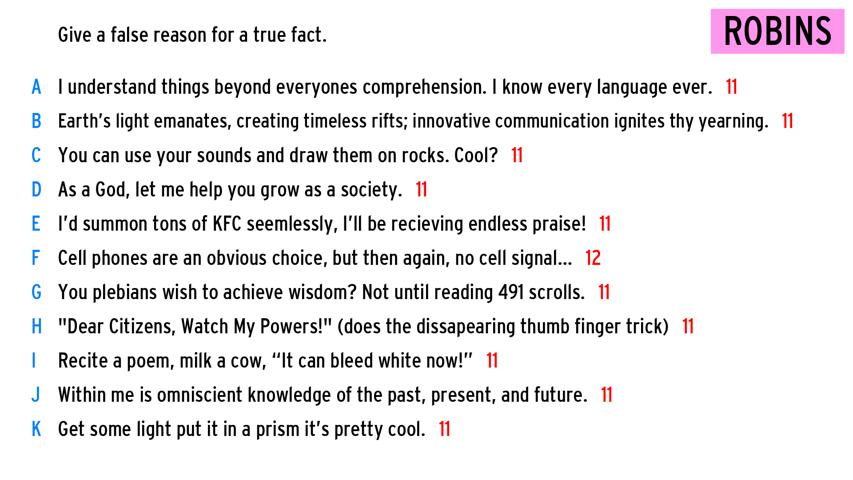 Give a false reason for a true fact.
ROBINS
A I understand things beyond everyones comprehension. I know every language ever. 11
B Earth's light emanates, creating timeless rifts; innovative communication ignites thy yearning. 11
C You can use your sounds and draw them on rocks. Cool? 11
D As a God, let me help you grow as a society. 11
E I'd summon tons of KFC seemlessly, I'll be recieving endless praise! 11
F Cell phones are an obvious choice, but then again, no cell signal... 12
G You plebians wish to achieve wisdom? Not until reading 491 scrolls. 11
H "Dear Citizens, Watch My Powers!" (does the dissapearing thumb finger trick) 11
I Recite a poem, milk a cow, “It can bleed white now!” 11
J Within me is omniscient knowledge of the past, present, and future. 11
K Get some light put it in a prism it's pretty cool. 11